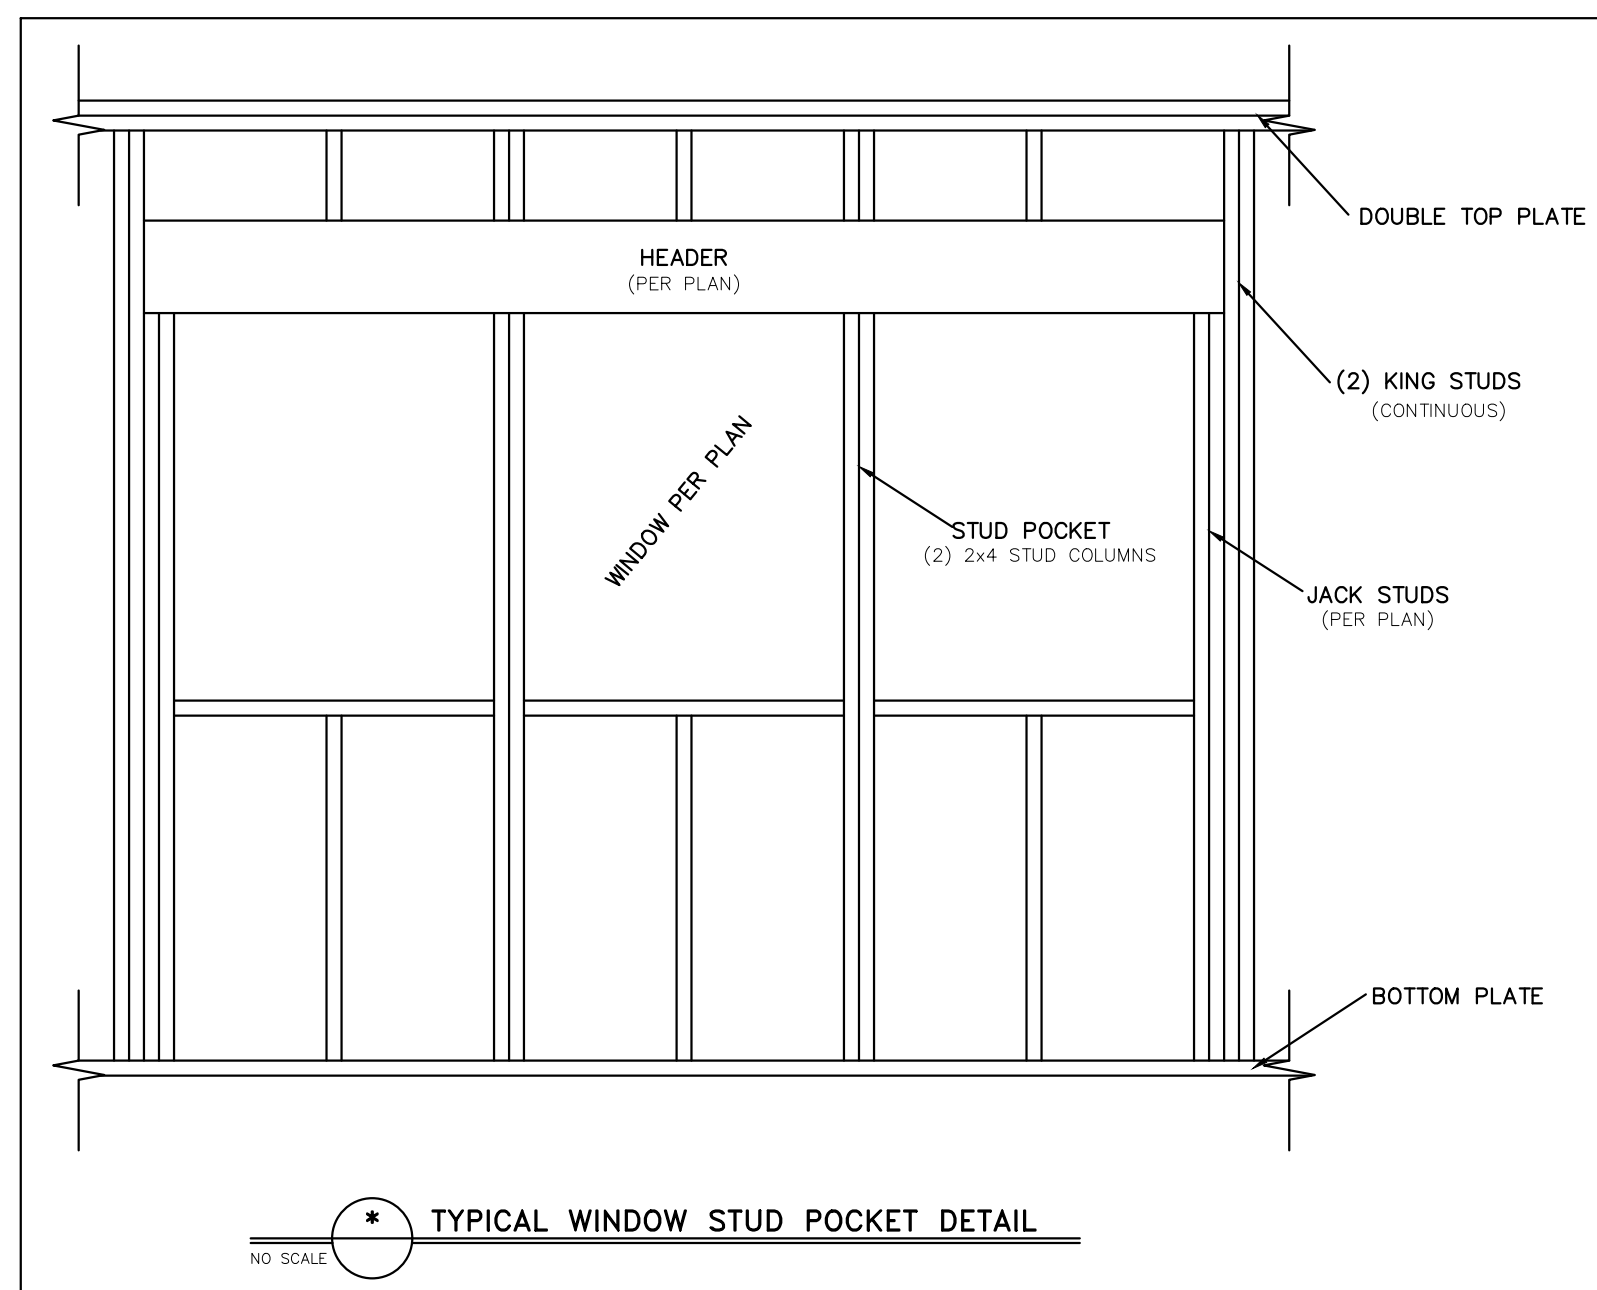 DOUBLE TOP PLATE
HEADER
(PER PLAN)
(2) KING STUDS
(CONTINUOUS)
WINDOW PER PLAN
STUD POCKET
(2) 2x4 STUD COLUMNS
JACK STUDS
(PER PLAN)
BOTTOM PLATE
*
TYPICAL WINDOW STUD POCKET DETAIL
NO SCALE